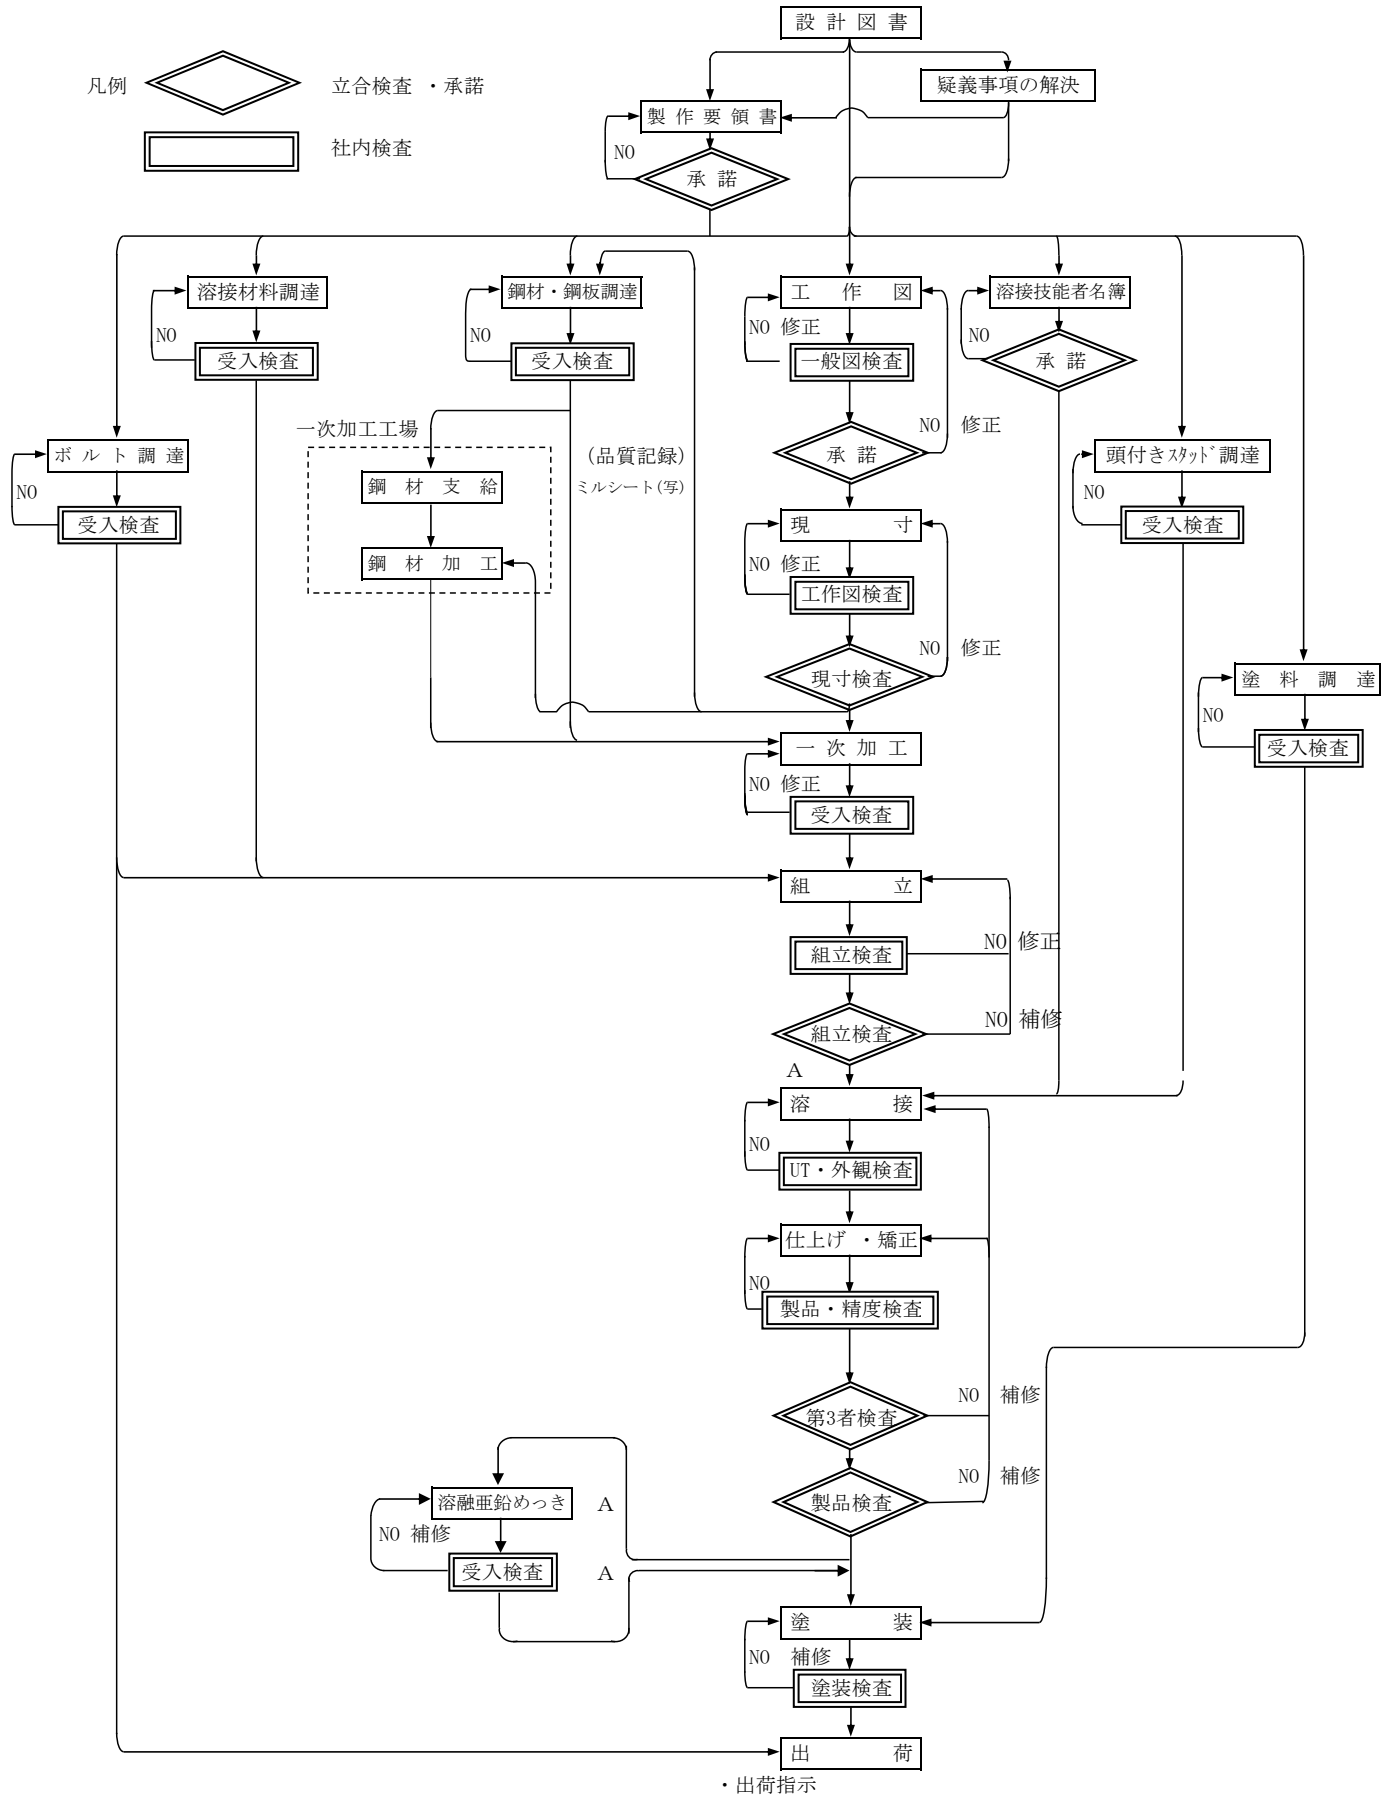 設 計 図 書
凡例
立合検査 ・承諾
社内検査
疑義事項の解決
製 作 要 領 書
NO
承 諾
溶接材料調達
NO
受入検査
鋼材・鋼板調達
NO
受入検査
工 作 図
NO 修正
一般図検査
NO 修正
承 諾
溶接技能者名簿
NO
承 諾
ボ ル ト 調 達
NO
受入検査
一次加工工場
鋼 材 支 給
鋼 材 加 工
(品質記録)
ミルシート(写)
現 寸
NO 修正
工作図検査
NO 修正
現寸検査
頭付きｽﾀｯﾄﾞ調達
NO
受入検査
塗 料 調 達
NO
受入検査
一 次 加 工
NO 修正
受入検査
組 立
組立検査
NO 修正
組立検査
NO 補修
A
溶 接
NO
UT・外観検査
仕上げ ・矯正
NO
製品・精度検査
第3者検査
NO 補修
製品検査
NO 補修
溶融亜鉛めっき
A
NO 補修
受入検査
A
塗 装
NO 補修
塗装検査
出 荷
・出荷指示